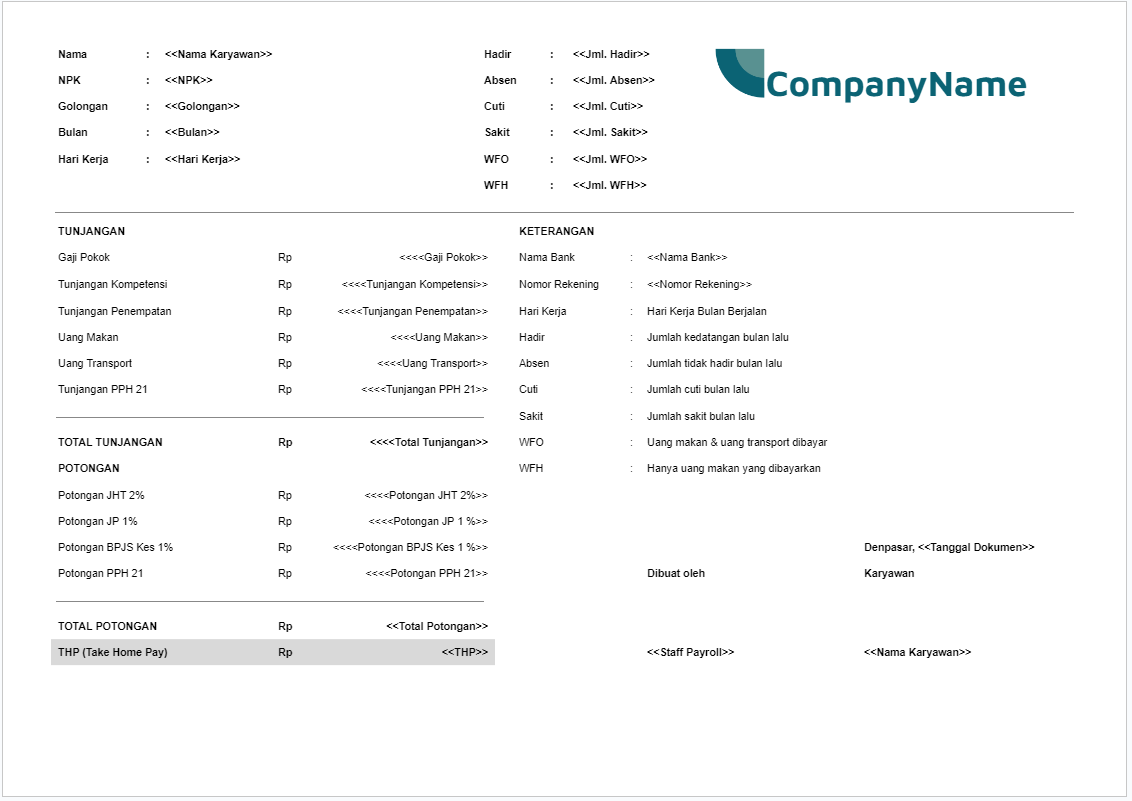 Nama : <<Nama Karyawan>>
NPK : <<NPK>>
Golongan : <<Golongan>>
Bulan : <<Bulan>>
Hari Kerja : <<Hari Kerja>>
Hadir : <<Jml. Hadir>>
Absen : <<Jml. Absen>>
Cuti : <<Jml. Cuti>>
Sakit : <<Jml. Sakit>>
WFO : <<Jml. WFO>>
WFH : <<Jml. WFH>>
CompanyName
TUNJANGAN
Gaji Pokok Rp <<<<Gaji Pokok>>
Tunjangan Kompetensi Rp <<<<Tunjangan Kompetensi>>
Tunjangan Penempatan Rp <<<<Tunjangan Penempatan>>
Uang Makan Rp <<<<Uang Makan>>
Uang Transport Rp <<<<Uang Transport>>
Tunjangan PPH 21 Rp <<<<Tunjangan PPH 21>>
TOTAL TUNJANGAN Rp <<<<Total Tunjangan>>
POTONGAN
Potongan JHT 2% Rp <<<<Potongan JHT 2%>>
Potongan JP 1% Rp <<<<Potongan JP 1 %>>
Potongan BPJS Kes 1% Rp <<<<Potongan BPJS Kes 1 %>>
Potongan PPH 21 Rp <<<<Potongan PPH 21>>
TOTAL POTONGAN Rp <<Total Potongan>>
THP (Take Home Pay) Rp <<THP>>
KETERANGAN
Nama Bank : <<Nama Bank>>
Nomor Rekening : <<Nomor Rekening>>
Hari Kerja : Hari Kerja Bulan Berjalan
Hadir : Jumlah kedatangan bulan lalu
Absen : Jumlah tidak hadir bulan lalu
Cuti : Jumlah cuti bulan lalu
Sakit : Jumlah sakit bulan lalu
WFO : Uang makan & uang transport dibayar
WFH : Hanya uang makan yang dibayarkan
Denpasar, <<Tanggal Dokumen>>
Dibuat oleh Karyawan
<<Staff Payroll>> <<Nama Karyawan>>